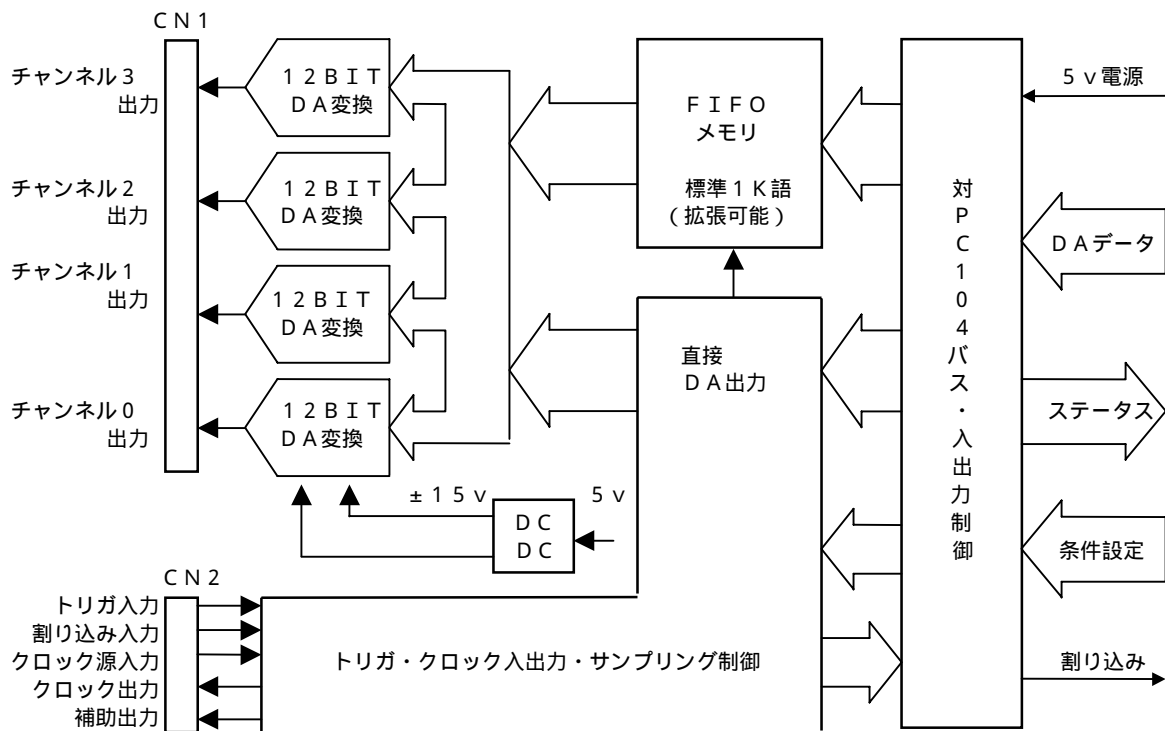 ＣＮ１
チャンネル３
出力
チャンネル２
出力
チャンネル１
出力
チャンネル０
出力
１２ＢＩＴ
ＤＡ変換
１２ＢＩＴ
ＤＡ変換
１２ＢＩＴ
ＤＡ変換
１２ＢＩＴ
ＤＡ変換
ＦＩＦＯ
メモリ
標準１Ｋ語
（拡張可能）
直接
ＤＡ出力
±１５ｖ
５ｖ
ＤＣ
ＤＣ
対ＰＣ１０４バス・入出力制御
５ｖ電源
ＤＡデータ
ステータス
条件設定
割り込み
ＣＮ２
トリガ入力
割り込み入力
クロック源入力
クロック出力
補助出力
トリガ・クロック入出力・サンプリング制御